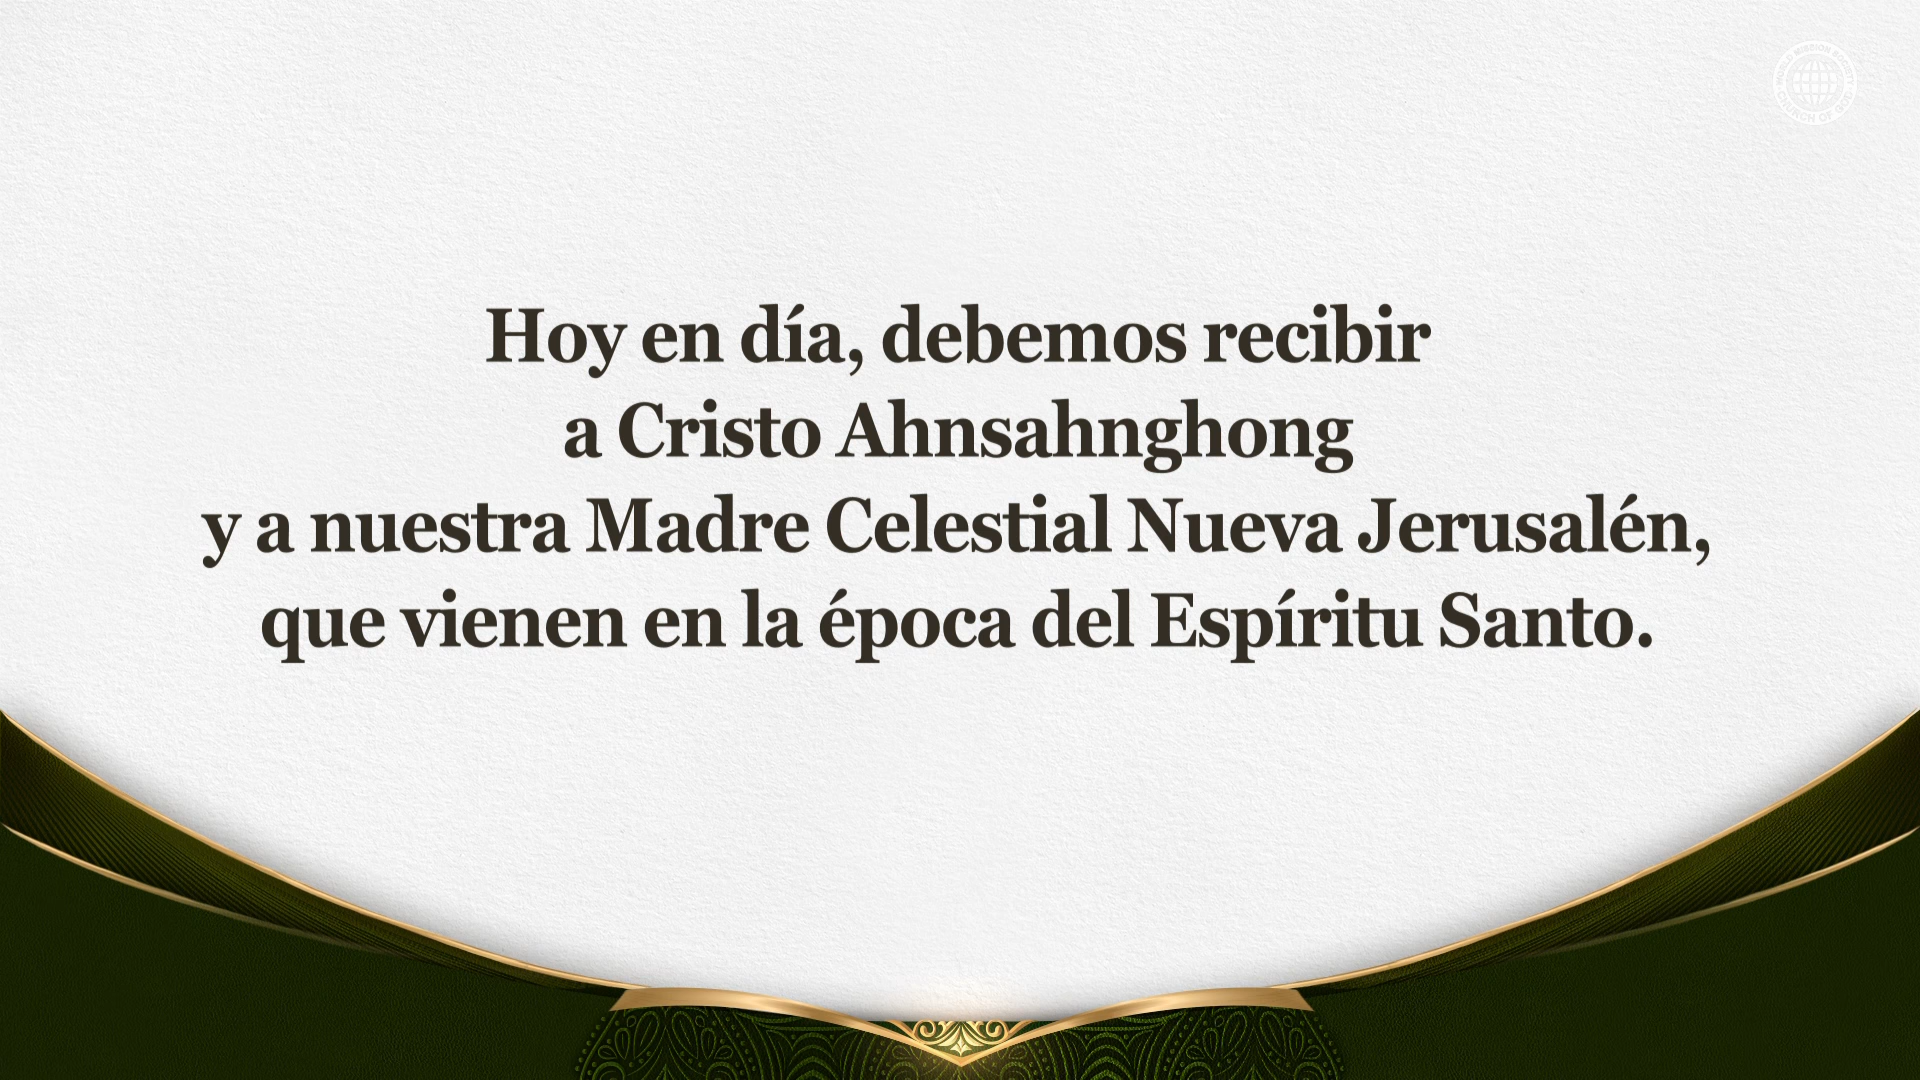 Hoy en día, debemos recibir
a Cristo Ahnsahnghong
y a nuestra Madre Celestial Nueva Jerusalén,
que vienen en la época del Espíritu Santo.